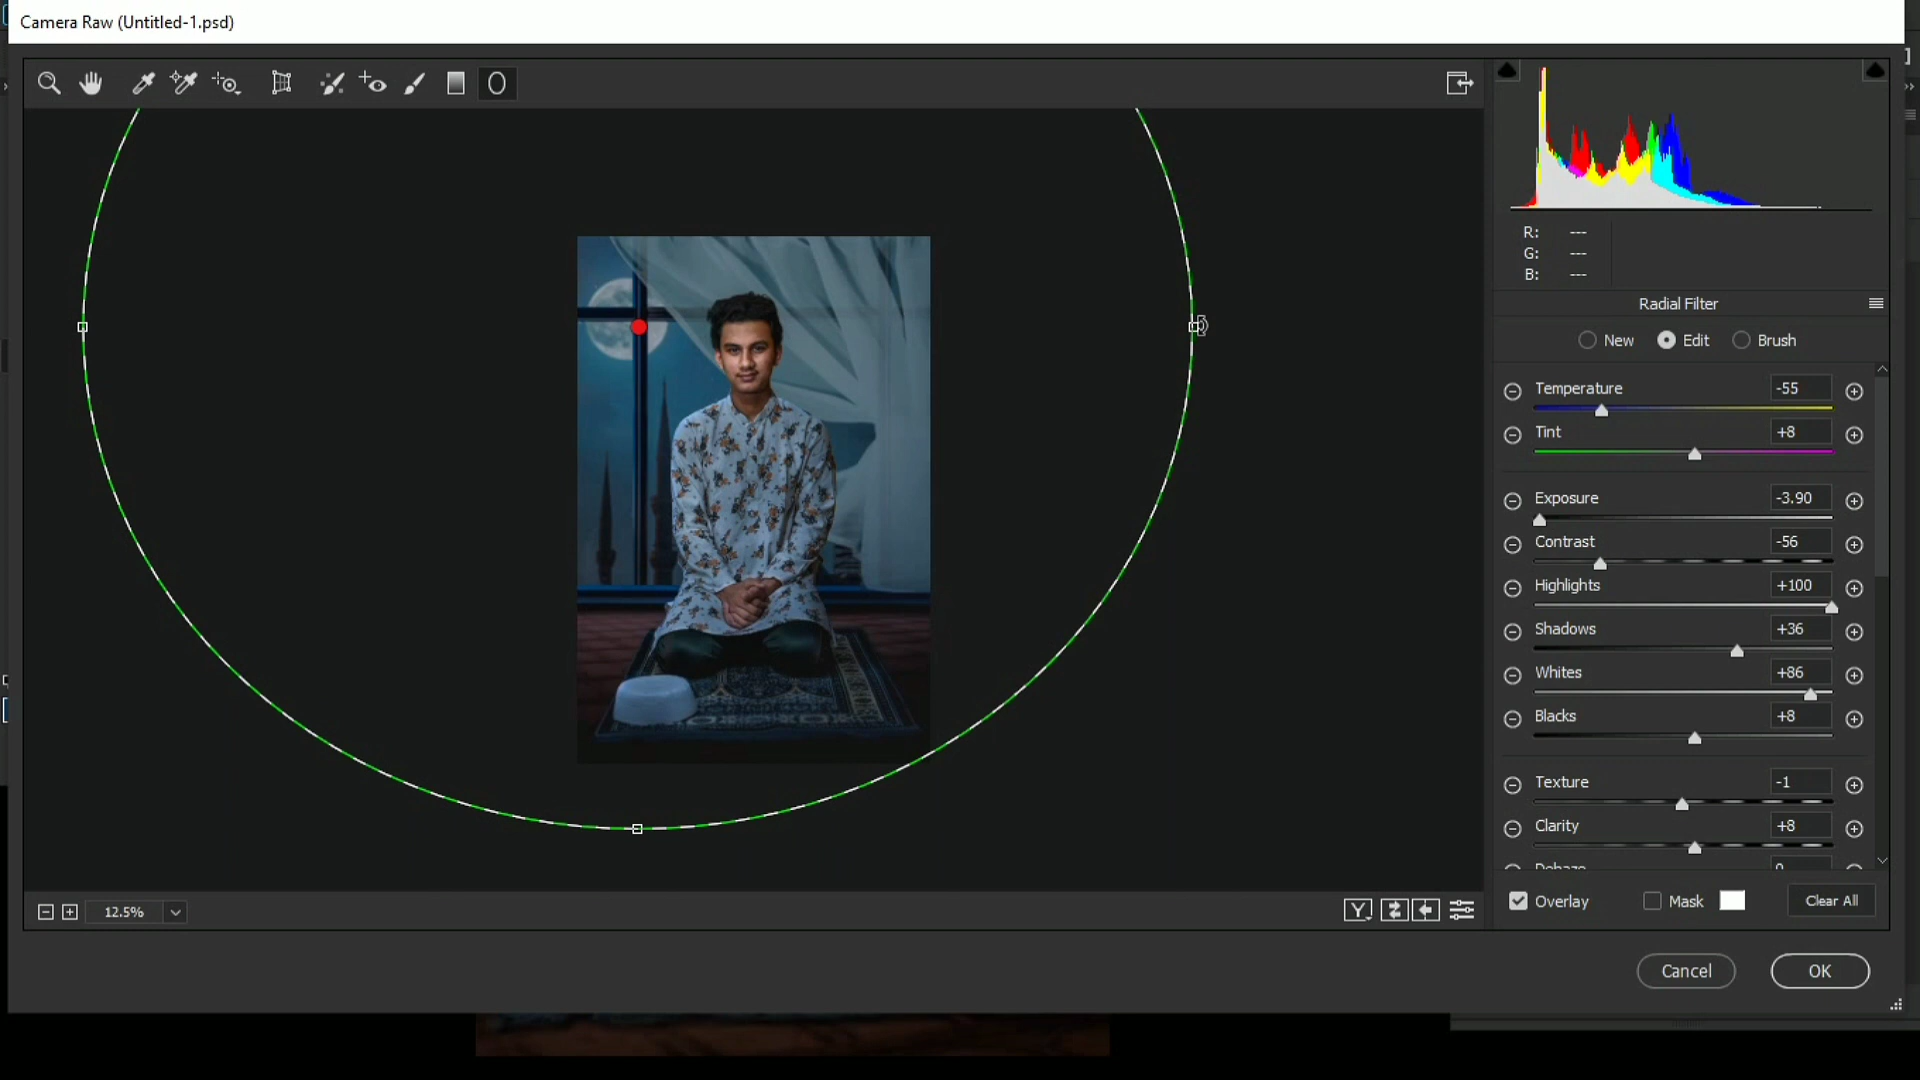 Camera Raw (Untitled-1.psd)
R: ---
G: ---
B: ---
Radial Filter
New Edit Brush
Temperature -55
Tint +8
Exposure -3.90
Contrast -56
Highlights +100
Shadows +36
Whites +86
Blacks +8
Texture -1
Clarity +8
Dehaze 0
Overlay Mask Clear All
12.5% Y
Cancel OK